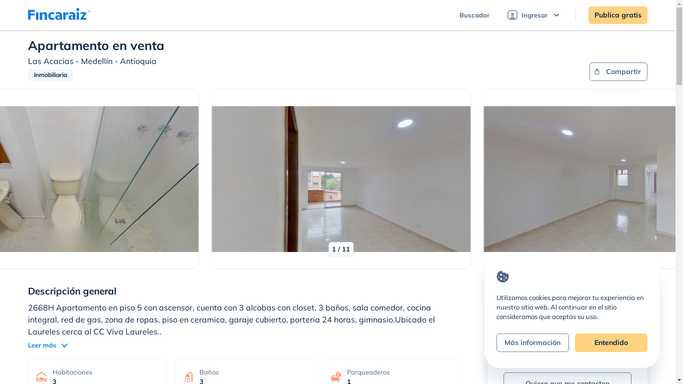 Fincaraiz
Buscador
Ingresar
Publica gratis
Apartamento en venta
Las Acacias - Medellín - Antioquia
Inmobiliaria
Compartir
1 / 11
Descripción general
2668H Apartamento en piso 5 con ascensor, cuenta con 3 alcobas con closet, 3 baños, sala comedor, cocina
integral, red de gas, zona de ropas, piso en ceramica, garaje cubierto, porteria 24 horas, gimnasio.Ubicado el
Laureles cerca al CC Viva Laureles..
Leer más
Habitaciones
3
Baños
3
Parqueaderos
1
Utilizamos cookies para mejorar tu experiencia en
nuestro sitio web. Al continuar en el sitio
consideramos que aceptas su uso.
Más información
Entendido
Quiero que me contacten